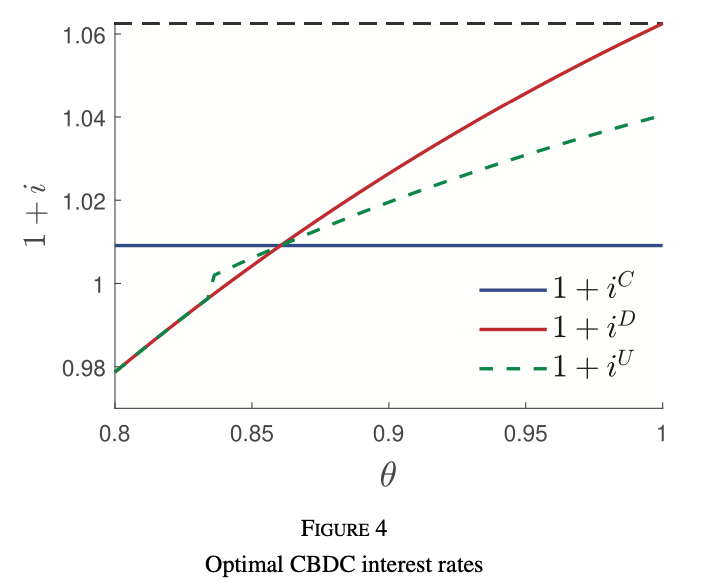 1.06
1.04
1.02
1
0.98
1 + i
0.8 0.85 0.9 0.95 1
θ
1 + i^C
1 + i^D
1 + i^U
FIGURE 4
Optimal CBDC interest rates